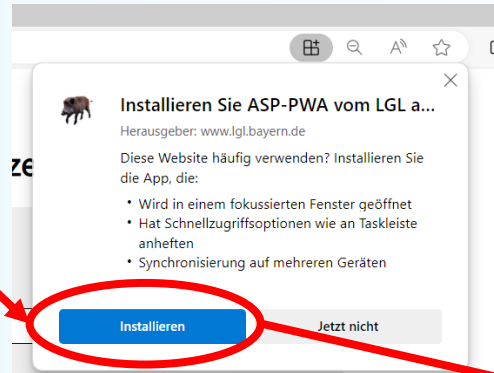 Installieren Sie ASP-PWA vom LGL a...
Herausgeber: www.lgl.bayern.de
ze
Diese Website häufig verwenden? Installieren Sie
die App, die:
• Wird in einem fokussierten Fenster geöffnet
• Hat Schnellzugriffsoptionen wie an Taskleiste
anheften
• Synchronisierung auf mehreren Geräten
Installieren Jetzt nicht